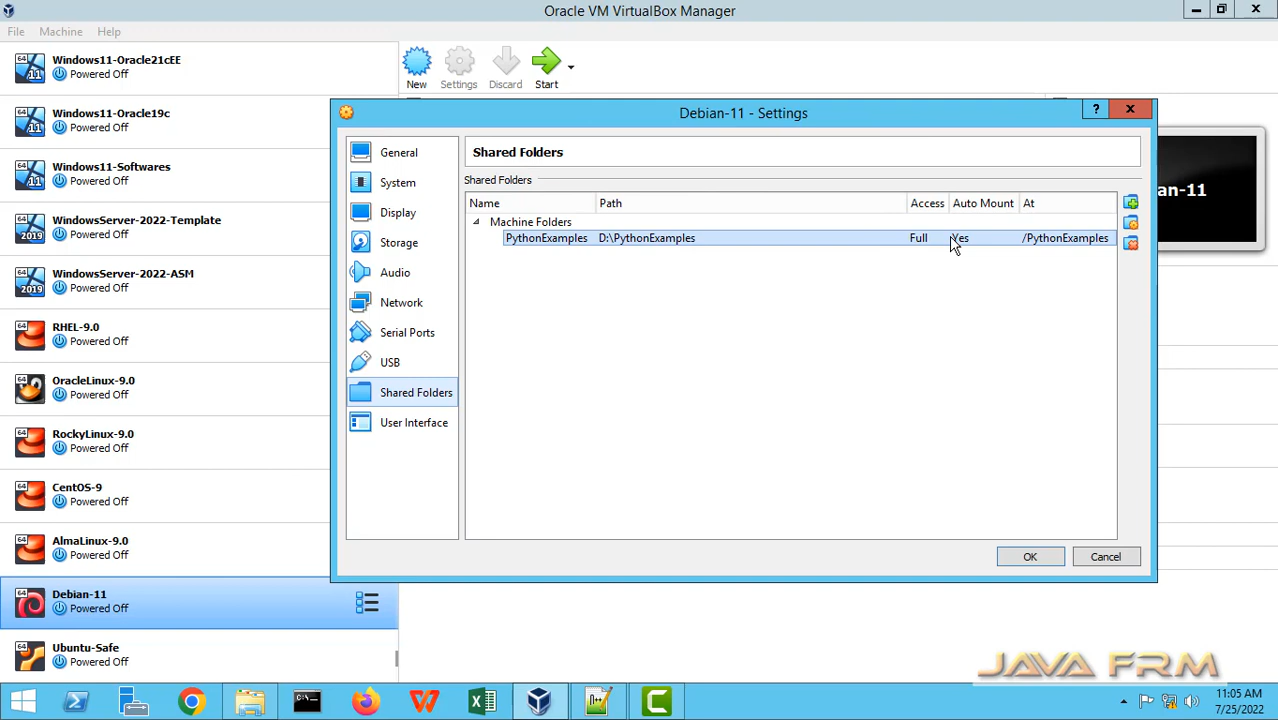 Oracle VM VirtualBox Manager
File Machine Help
Windows11-Oracle21cEE
Powered Off
Windows11-Oracle19c
Powered Off
Windows11-Softwares
Powered Off
WindowsServer-2022-Template
Powered Off
WindowsServer-2022-ASM
Powered Off
RHEL-9.0
Powered Off
OracleLinux-9.0
Powered Off
RockyLinux-9.0
Powered Off
CentOS-9
Powered Off
AlmaLinux-9.0
Powered Off
Debian-11
Powered Off
Ubuntu-Safe
Powered Off
New Settings Discard Start
Debian-11 - Settings
General
System
Display
Storage
Audio
Network
Serial Ports
USB
Shared Folders
User Interface
Shared Folders
Shared Folders
Name Path Access Auto Mount At
Machine Folders
PythonExamples D:\PythonExamples Full Yes /PythonExamples
OK Cancel
an-11
JAVA FRM
11:05 AM
7/25/2022